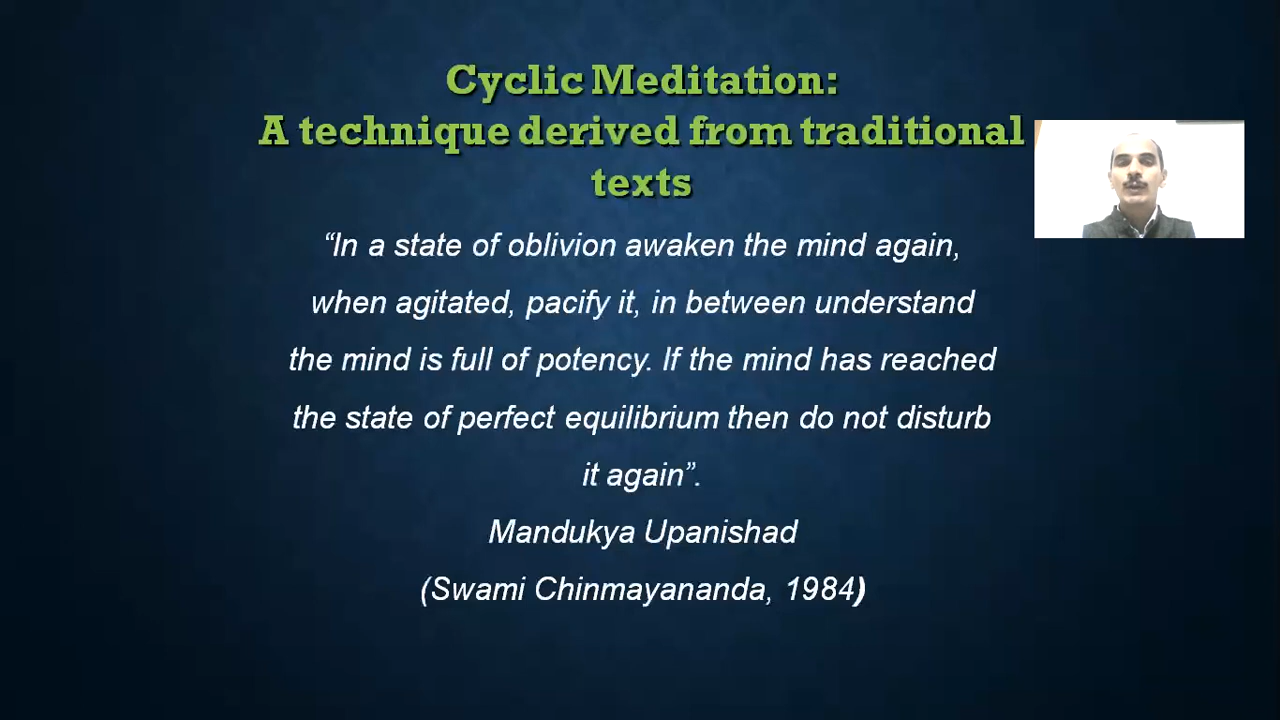 Cyclic Meditation:
A technique derived from traditional
texts
“In a state of oblivion awaken the mind again,
when agitated, pacify it, in between understand
the mind is full of potency. If the mind has reached
the state of perfect equilibrium then do not disturb
it again”.
Mandukya Upanishad
(Swami Chinmayananda, 1984)